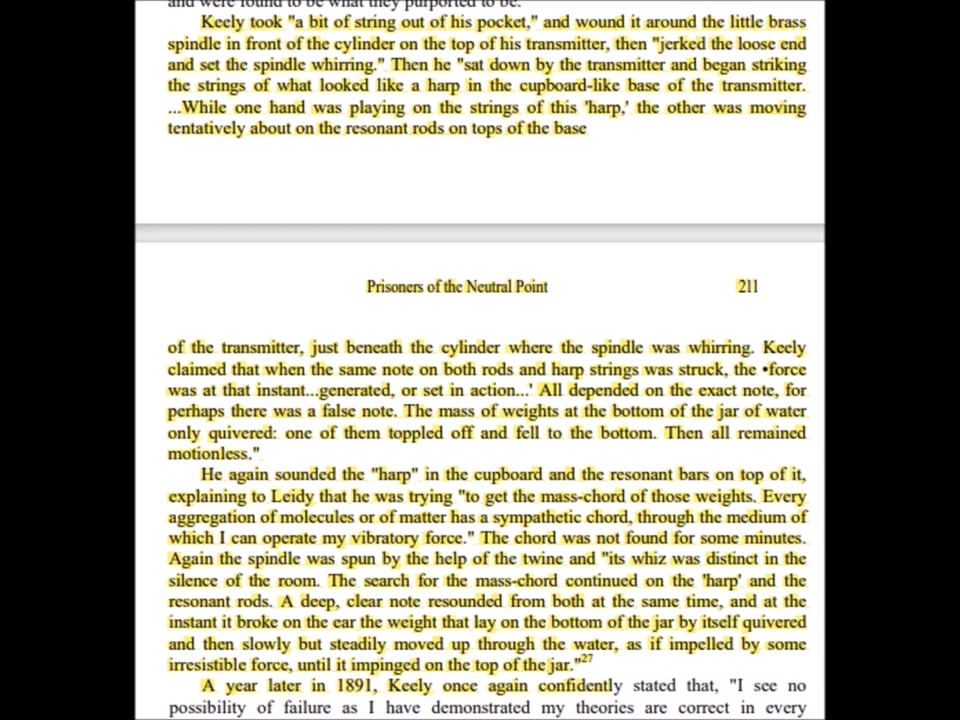 and were found to be what they purported to be.
Keely took "a bit of string out of his pocket," and wound it around the little brass
spindle in front of the cylinder on the top of his transmitter, then "jerked the loose end
and set the spindle whirring." Then he "sat down by the transmitter and began striking
the strings of what looked like a harp in the cupboard-like base of the transmitter.
...While one hand was playing on the strings of this 'harp,' the other was moving
tentatively about on the resonant rods on tops of the base
Prisoners of the Neutral Point 211
of the transmitter, just beneath the cylinder where the spindle was whirring. Keely
claimed that when the same note on both rods and harp strings was struck, the •force
was at that instant...generated, or set in action...' All depended on the exact note, for
perhaps there was a false note. The mass of weights at the bottom of the jar of water
only quivered: one of them toppled off and fell to the bottom. Then all remained
motionless."
He again sounded the "harp" in the cupboard and the resonant bars on top of it,
explaining to Leidy that he was trying "to get the mass-chord of those weights. Every
aggregation of molecules or of matter has a sympathetic chord, through the medium of
which I can operate my vibratory force." The chord was not found for some minutes.
Again the spindle was spun by the help of the twine and "its whiz was distinct in the
silence of the room. The search for the mass-chord continued on the 'harp' and the
resonant rods. A deep, clear note resounded from both at the same time, and at the
instant it broke on the ear the weight that lay on the bottom of the jar by itself quivered
and then slowly but steadily moved up through the water, as if impelled by some
irresistible force, until it impinged on the top of the jar."27
A year later in 1891, Keely once again confidently stated that, "I see no
possibility of failure as I have demonstrated my theories are correct in every